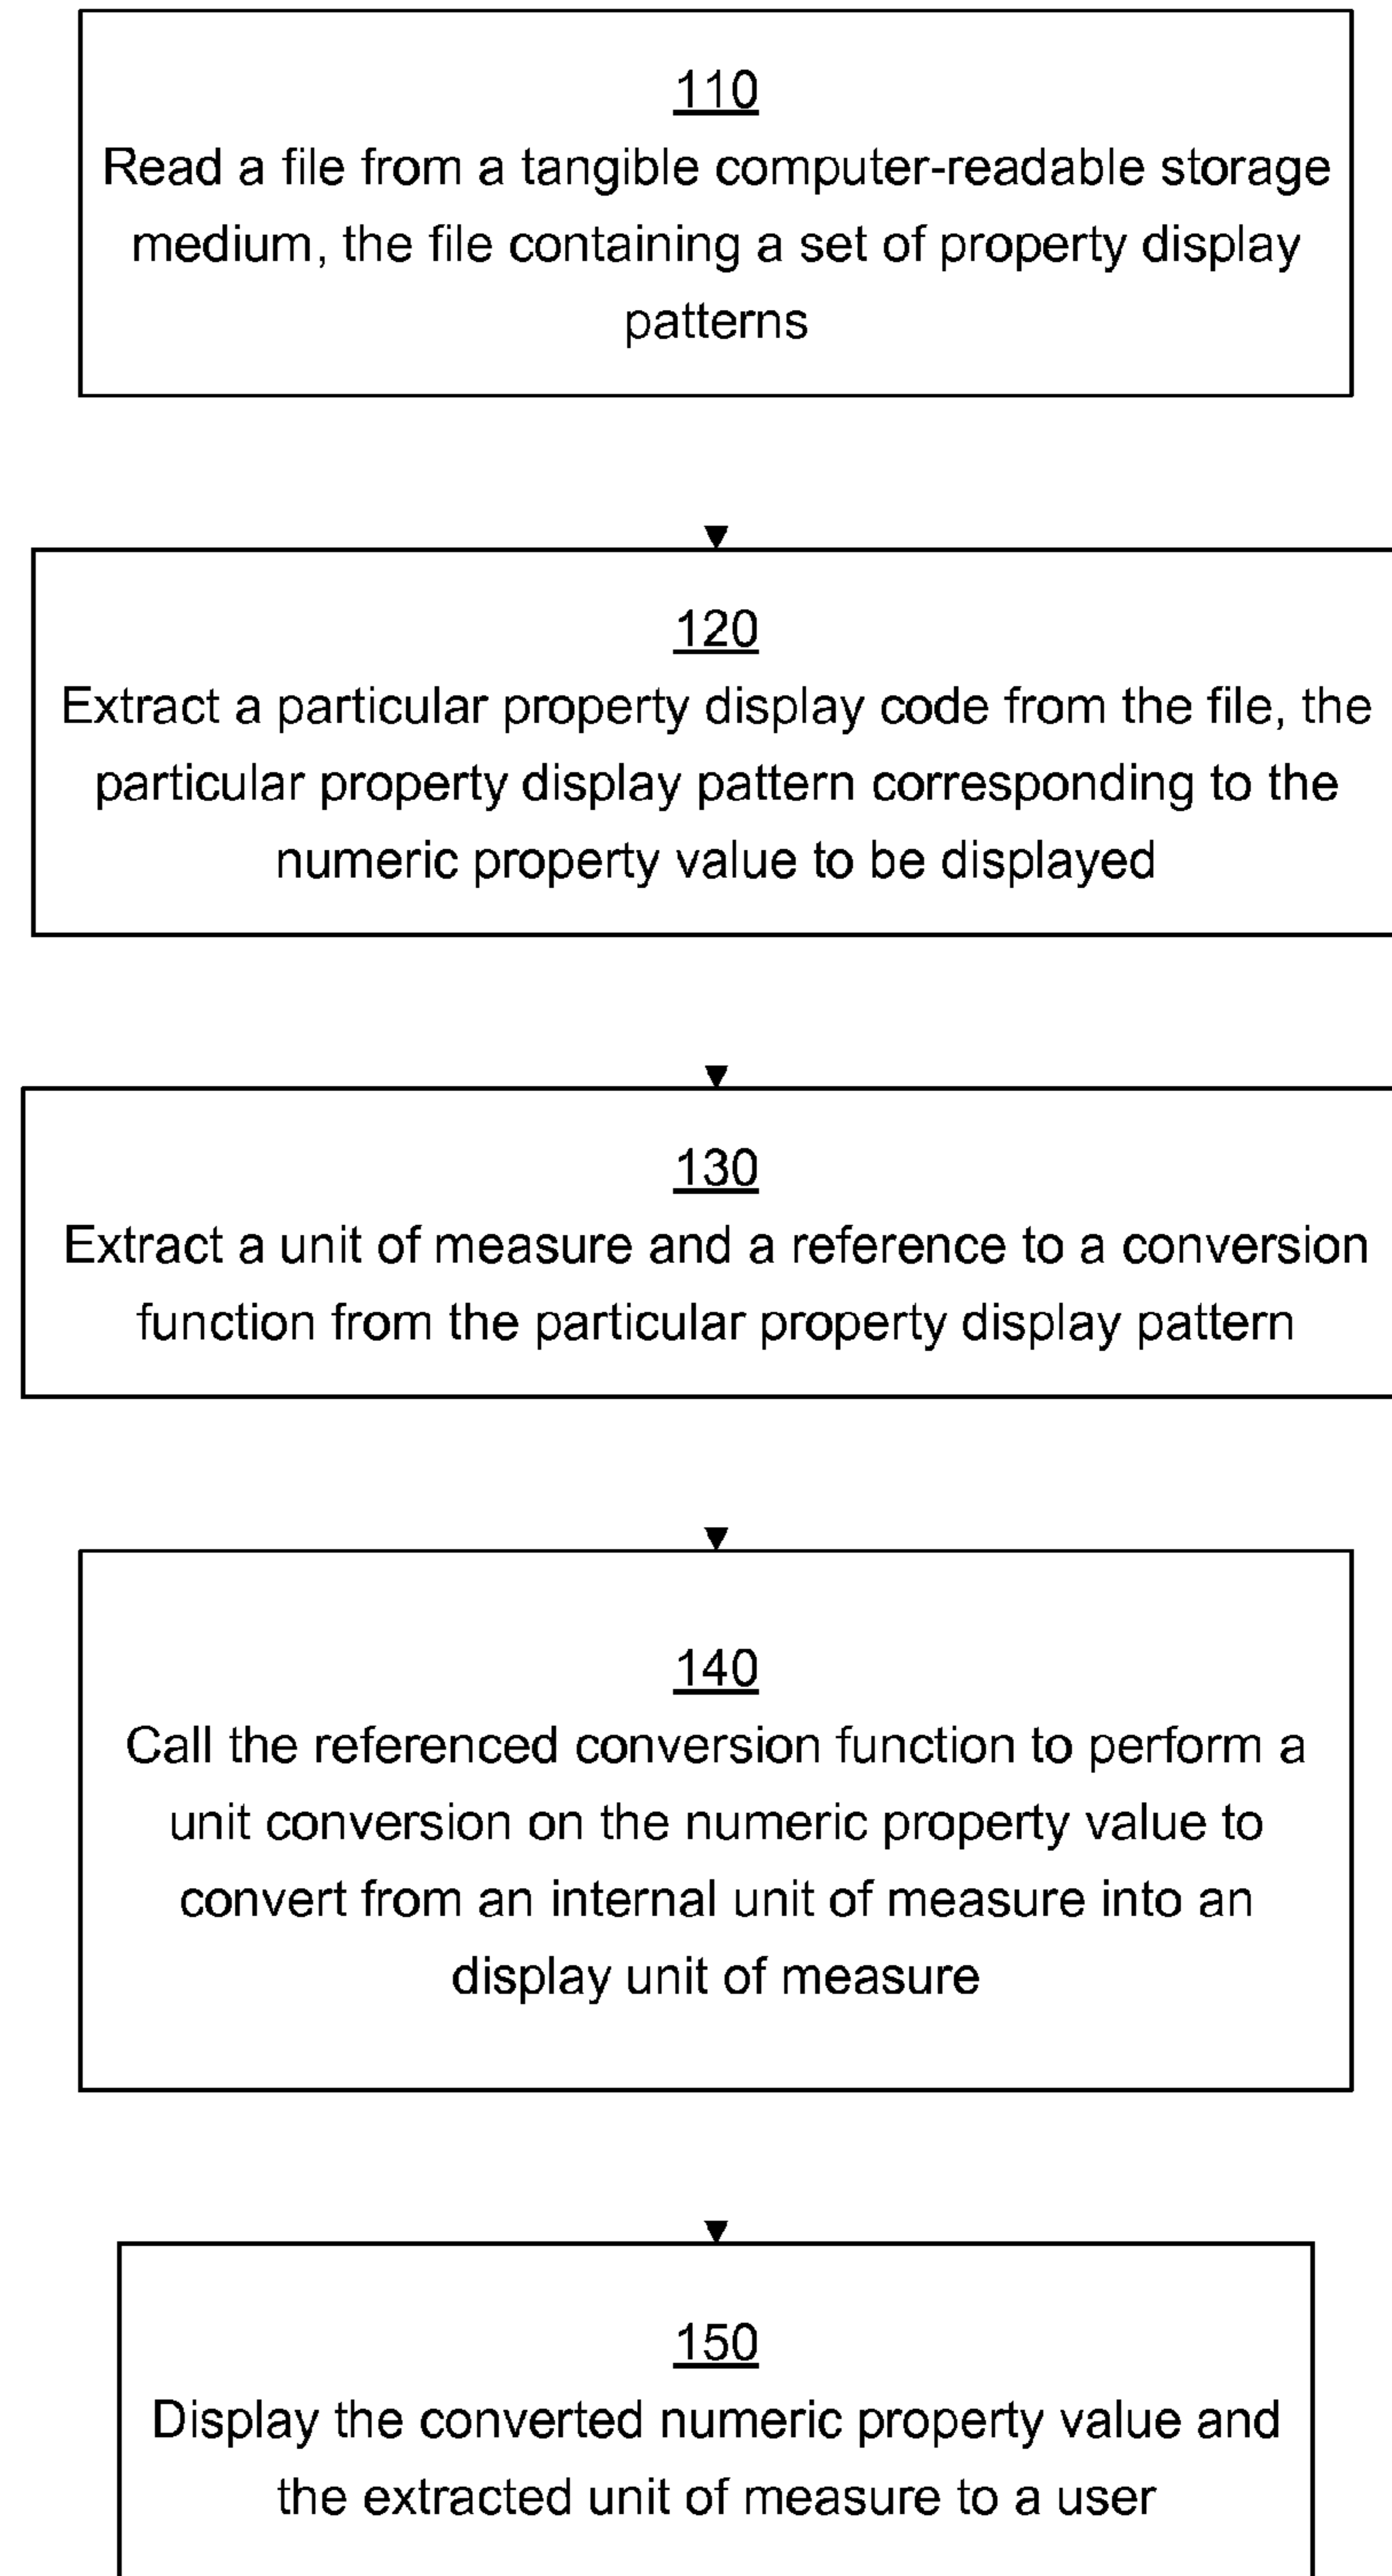 110
Read a file from a tangible computer-readable storage
medium, the file containing a set of property display
patterns
120
Extract a particular property display code from the file, the
particular property display pattern corresponding to the
numeric property value to be displayed
130
Extract a unit of measure and a reference to a conversion
function from the particular property display pattern
140
Call the referenced conversion function to perform a
unit conversion on the numeric property value to
convert from an internal unit of measure into an
display unit of measure
150
Display the converted numeric property value and
the extracted unit of measure to a user